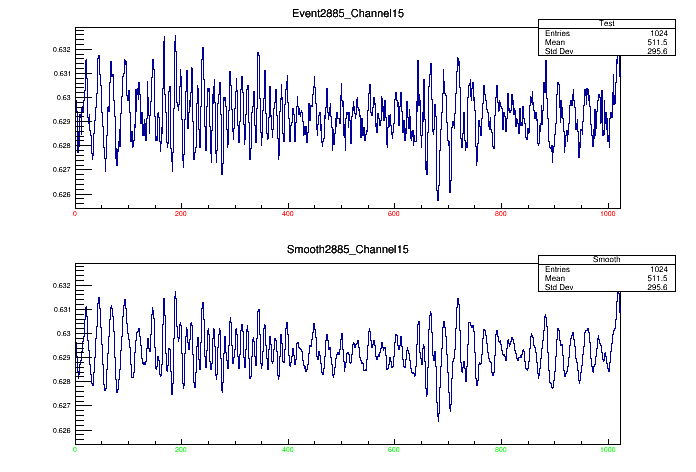 Event2885_Channel15
Test
Entries 1024
Mean 511.5
Std Dev 295.6
0.632
0.631
0.63
0.629
0.628
0.627
0.626
0 200 400 600 800 1000
Smooth2885_Channel15
Smooth
Entries 1024
Mean 511.5
Std Dev 295.6
0.632
0.631
0.63
0.629
0.628
0.627
0.626
0 200 400 600 800 1000